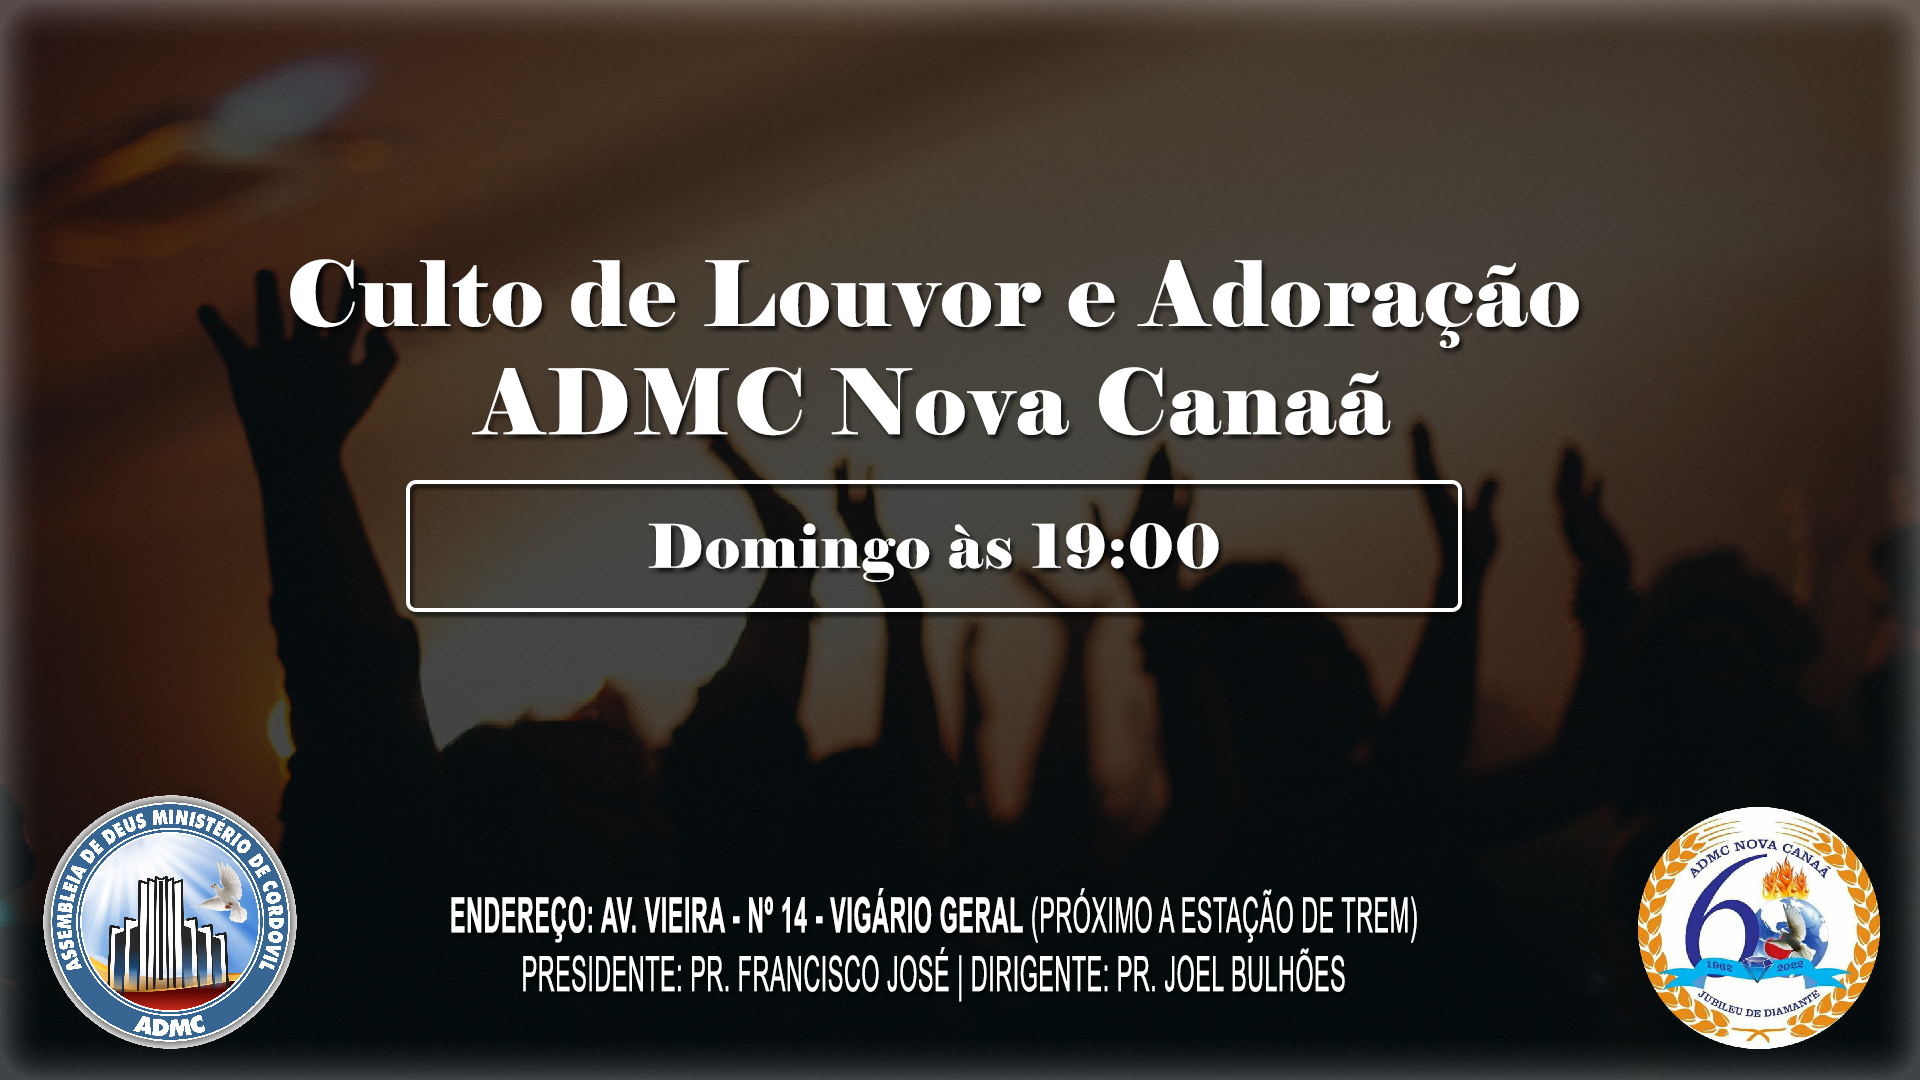 Culto de Louvor e Adoração
ADMC Nova Canaã
Domingo às 19:00
ASSEMBLEIA DE DEUS MINISTÉRIO DE CORDOVIL
ADMC
ENDEREÇO: AV. VIEIRA - Nº 14 - VIGÁRIO GERAL (PRÓXIMO A ESTAÇÃO DE TREM)
PRESIDENTE: PR. FRANCISCO JOSÉ | DIRIGENTE: PR. JOEL BULHÕES
ADMC NOVA CANAÃ
60
1962 2022
JUBILEU DE DIAMANTE